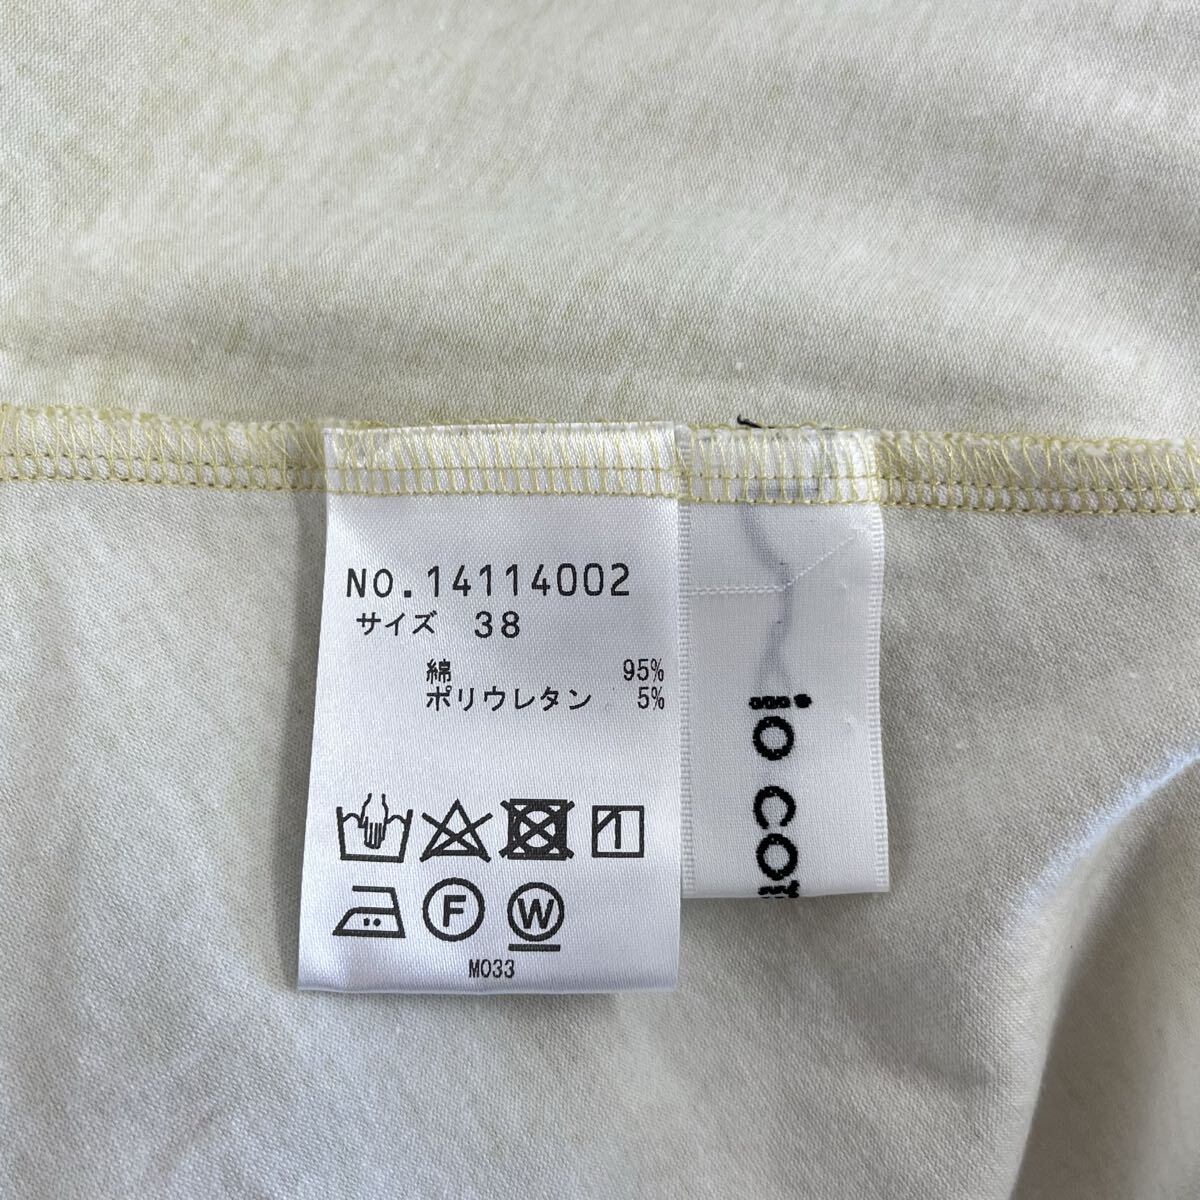 NO.14114002
サイズ 38
綿 95%
ポリウレタン 5%
F W
M033
io co